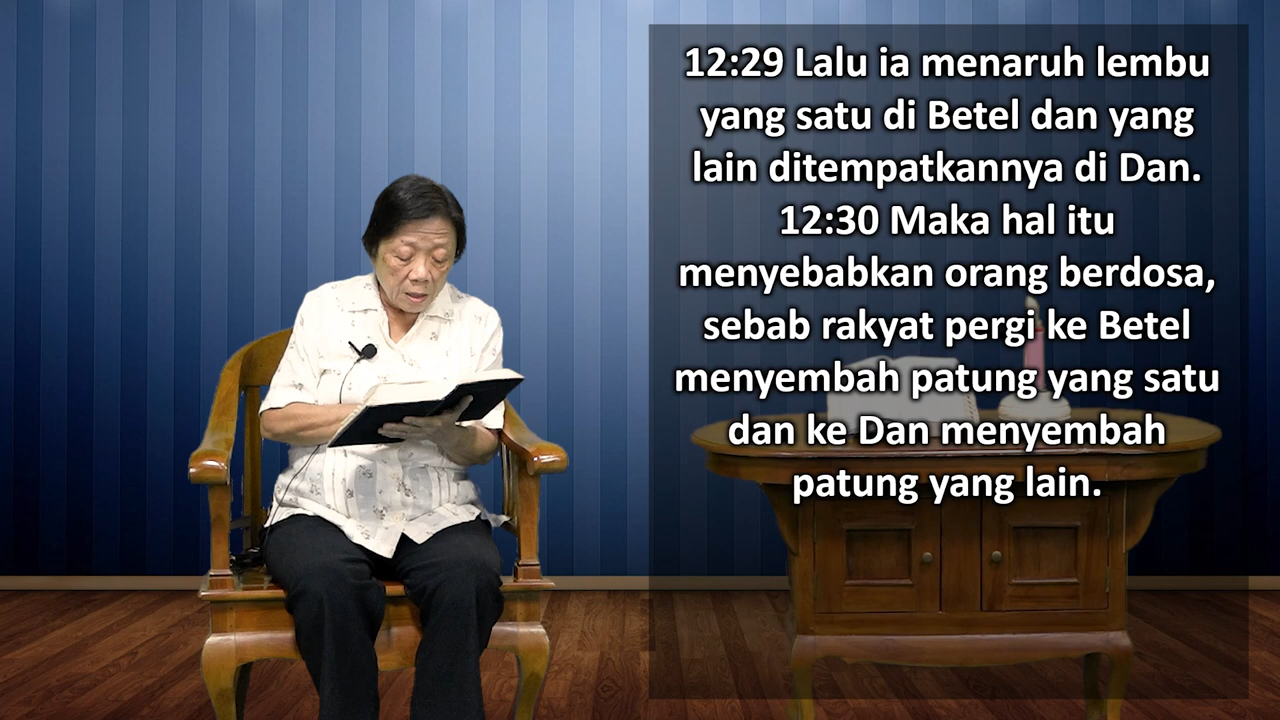 12:29 Lalu ia menaruh lembu
yang satu di Betel dan yang
lain ditempatkannya di Dan.
12:30 Maka hal itu
menyebabkan orang berdosa,
sebab rakyat pergi ke Betel
menyembah patung yang satu
dan ke Dan menyembah
patung yang lain.